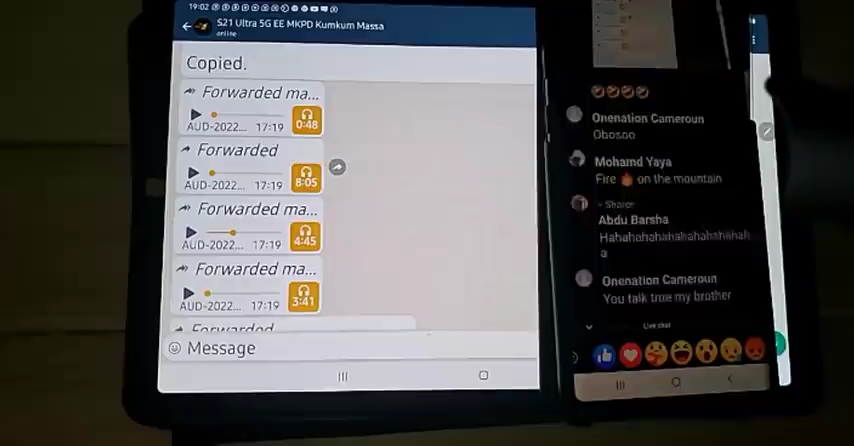 19:02
S21 Ultra 5G EE MKPD Kumkum Massa
online
Copied.
Forwarded ma...
0:48
AUD-2022... 17:19
Forwarded
8:05
AUD-2022... 17:19
Forwarded ma...
4:45
AUD-2022... 17:19
Forwarded ma...
3:41
AUD-2022... 17:19
Forwarded
Message
Onenation Cameroun
Obosoo
Mohamd Yaya
Fire 🔥 on the mountain
Sharer
Abdu Barsha
Onenation Cameroun
You talk true my brother
Live chat